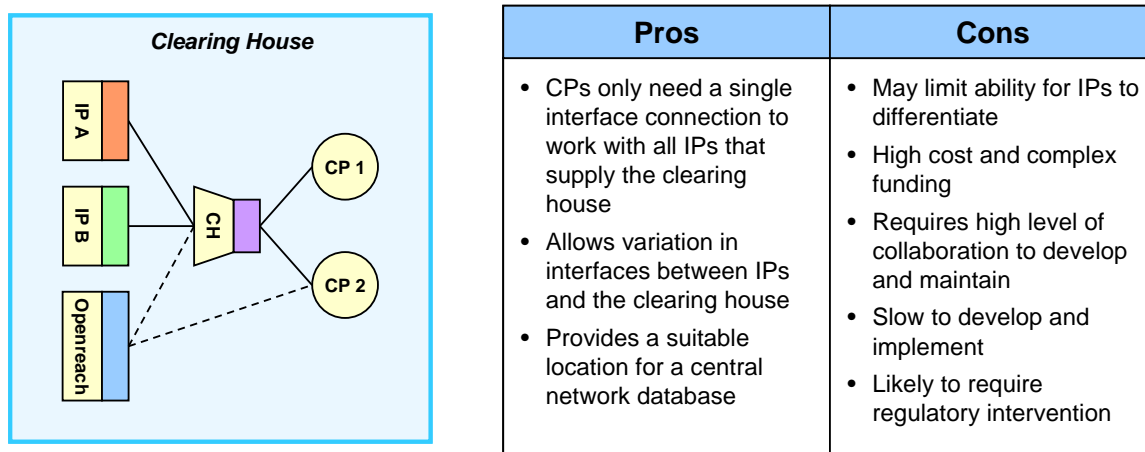 Clearing House
IP A
IP B
Openreach
CH
CP 1
CP 2
Pros
• CPs only need a single
interface connection to
work with all IPs that
supply the clearing
house
• Allows variation in
interfaces between IPs
and the clearing house
• Provides a suitable
location for a central
network database
Cons
• May limit ability for IPs to
differentiate
• High cost and complex
funding
• Requires high level of
collaboration to develop
and maintain
• Slow to develop and
implement
• Likely to require
regulatory intervention